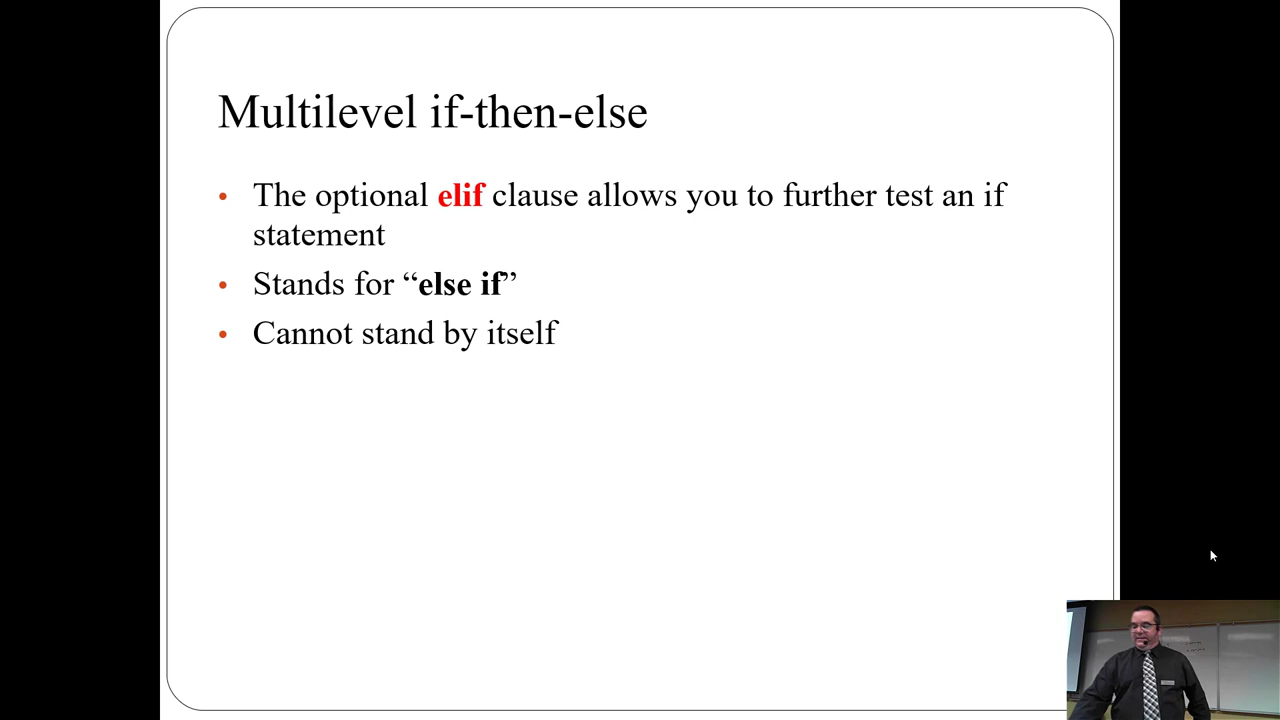 Multilevel if-then-else
• The optional elif clause allows you to further test an if
statement
• Stands for “else if”
• Cannot stand by itself